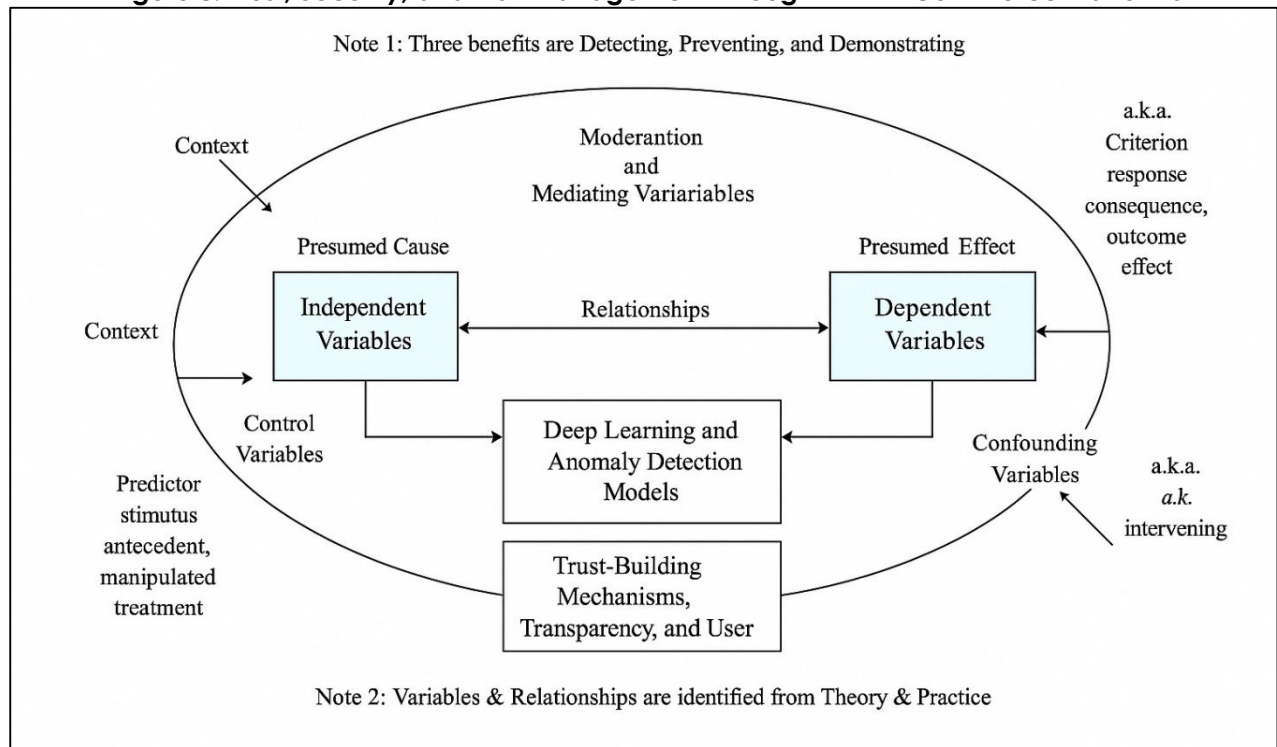 Note 1: Three benefits are Detecting, Preventing, and Demonstrating
Context
Moderantion
and
Mediating Varariables
a.k.a.
Criterion
response
consequence,
outcome
effect
Presumed Cause
Presumed Effect
Independent
Variables
Relationships
Dependent
Variables
Context
Control
Variables
Deep Learning and
Anomaly Detection
Models
Confounding
Variables
Predictor
stimutus
antecedent,
manipulated
treatment
a.k.a.
a.k.
intervening
Trust-Building
Mechanisms,
Transparency, and User
Note 2: Variables & Relationships are identified from Theory & Practice